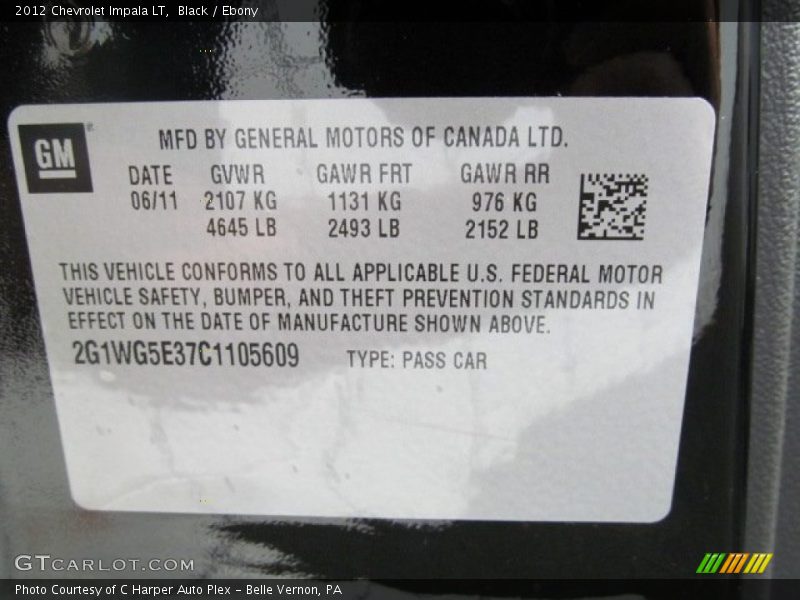 2012 Chevrolet Impala LT, Black / Ebony
GM
MFD BY GENERAL MOTORS OF CANADA LTD.
DATE GVWR GAWR FRT GAWR RR
06/11 2107 KG 1131 KG 976 KG
4645 LB 2493 LB 2152 LB
THIS VEHICLE CONFORMS TO ALL APPLICABLE U.S. FEDERAL MOTOR
VEHICLE SAFETY, BUMPER, AND THEFT PREVENTION STANDARDS IN
EFFECT ON THE DATE OF MANUFACTURE SHOWN ABOVE.
2G1WG5E37C1105609 TYPE: PASS CAR
GTCARLOT.COM
Photo Courtesy of C Harper Auto Plex – Belle Vernon, PA